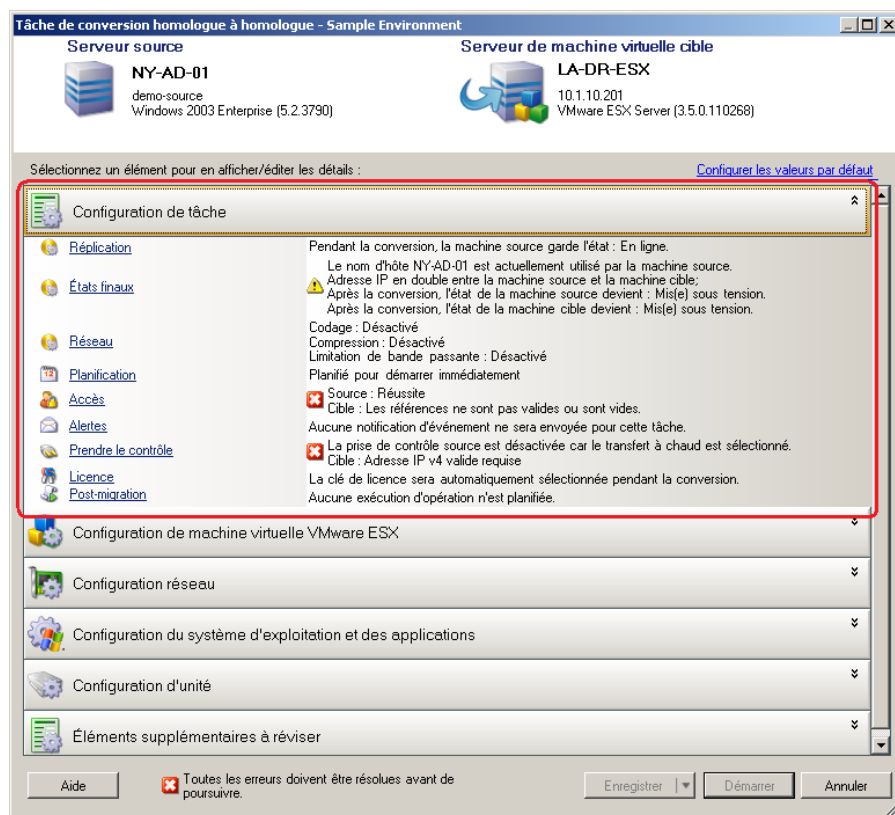 Tâche de conversion homologue à homologue - Sample Environment
Serveur source
NY-AD-01
demo-source
Windows 2003 Enterprise (5.2.3790)
Serveur de machine virtuelle cible
LA-DR-ESX
10.1.10.201
VMware ESX Server (3.5.0.110268)
Sélectionnez un élément pour en afficher/éditer les détails :
Configurer les valeurs par défaut
Configuration de tâche
Réplication
Pendant la conversion, la machine source garde l'état : En ligne.
États finaux
Le nom d'hôte NY-AD-01 est actuellement utilisé par la machine source.
Adresse IP en double entre la machine source et la machine cible;
Après la conversion, l'état de la machine source devient : Mis(e) sous tension.
Après la conversion, l'état de la machine cible devient : Mis(e) sous tension.
Réseau
Codage : Désactivé
Compression : Désactivé
Limitation de bande passante : Désactivé
Planification
Planifié pour démarrer immédiatement
Accès
Source : Réussite
Cible : Les références ne sont pas valides ou sont vides.
Alertes
Aucune notification d'événement ne sera envoyée pour cette tâche.
Prendre le contrôle
La prise de contrôle source est désactivée car le transfert à chaud est sélectionné.
Cible : Adresse IP v4 valide requise
Licence
La clé de licence sera automatiquement sélectionnée pendant la conversion.
Post-migration
Aucune exécution d'opération n'est planifiée.
Configuration de machine virtuelle VMware ESX
Configuration réseau
Configuration du système d'exploitation et des applications
Configuration d'unité
Éléments supplémentaires à réviser
Aide
Toutes les erreurs doivent être résolues avant de
poursuivre.
Enregistrer
Démarrer
Annuler